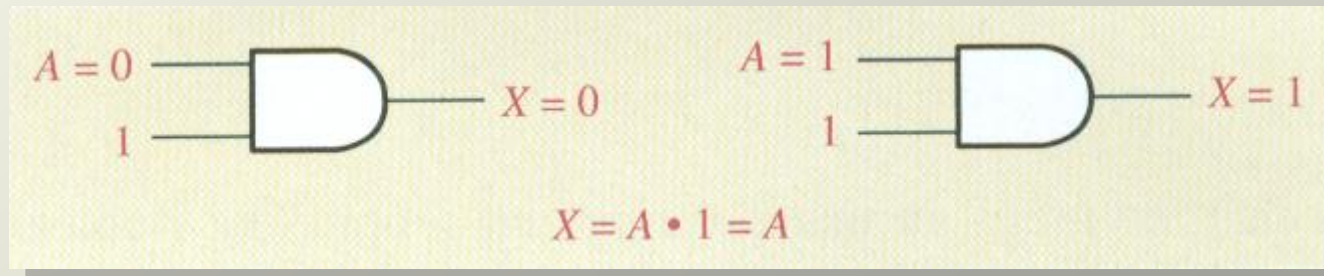 A = 0
1
X = 0
A = 1
1
X = 1
X = A • 1 = A